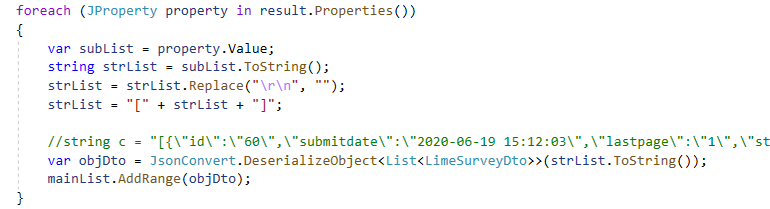 foreach (JProperty property in result.Properties())
{
var subList = property.Value;
string strList = subList.ToString();
strList = strList.Replace("\r\n", "");
strList = "[" + strList + "]";
//string c = "[{\"id\":\"60\",\"submitdate\":\"2020-06-19 15:12:03\",\"lastpage\":\"1\",\"st
var objDto = JsonConvert.DeserializeObject<List<LimeSurveyDto>>(strList.ToString());
mainList.AddRange(objDto);
}